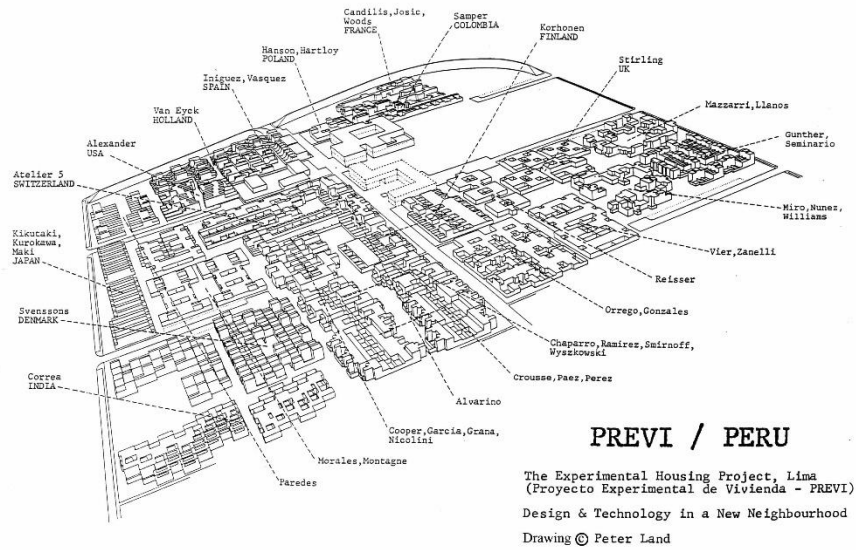 Candilis, Josic,
Woods
FRANCE
Samper
COLOMBIA
Korhonen
FINLAND
Hanson,Hartloy
POLAND
Stirling
UK
Iniguez,Vasquez
SPAIN
Mazzarri,Llanos
Van Eyck
HOLLAND
Gunther,
Seminario
Alexander
USA
Atelier 5
SWITZERLAND
Miro,Nunez,
Williams
Kikutaki,
Kurokawa,
Maki
JAPAN
Vier,Zanelli
Reisser
Svenssons
DENMARK
Orrego,Gonzales
Chaparro,Ramirez,Smirnoff,
Wyszkowski
Correa
INDIA
Crousse,Paez,Perez
Alvarino
Cooper,Garcia,Grana,
Nicolini
Morales,Montagne
Paredes
PREVI / PERU
The Experimental Housing Project, Lima
(Proyecto Experimental de Vivienda - PREVI)
Design & Technology in a New Neighbourhood
Drawing © Peter Land